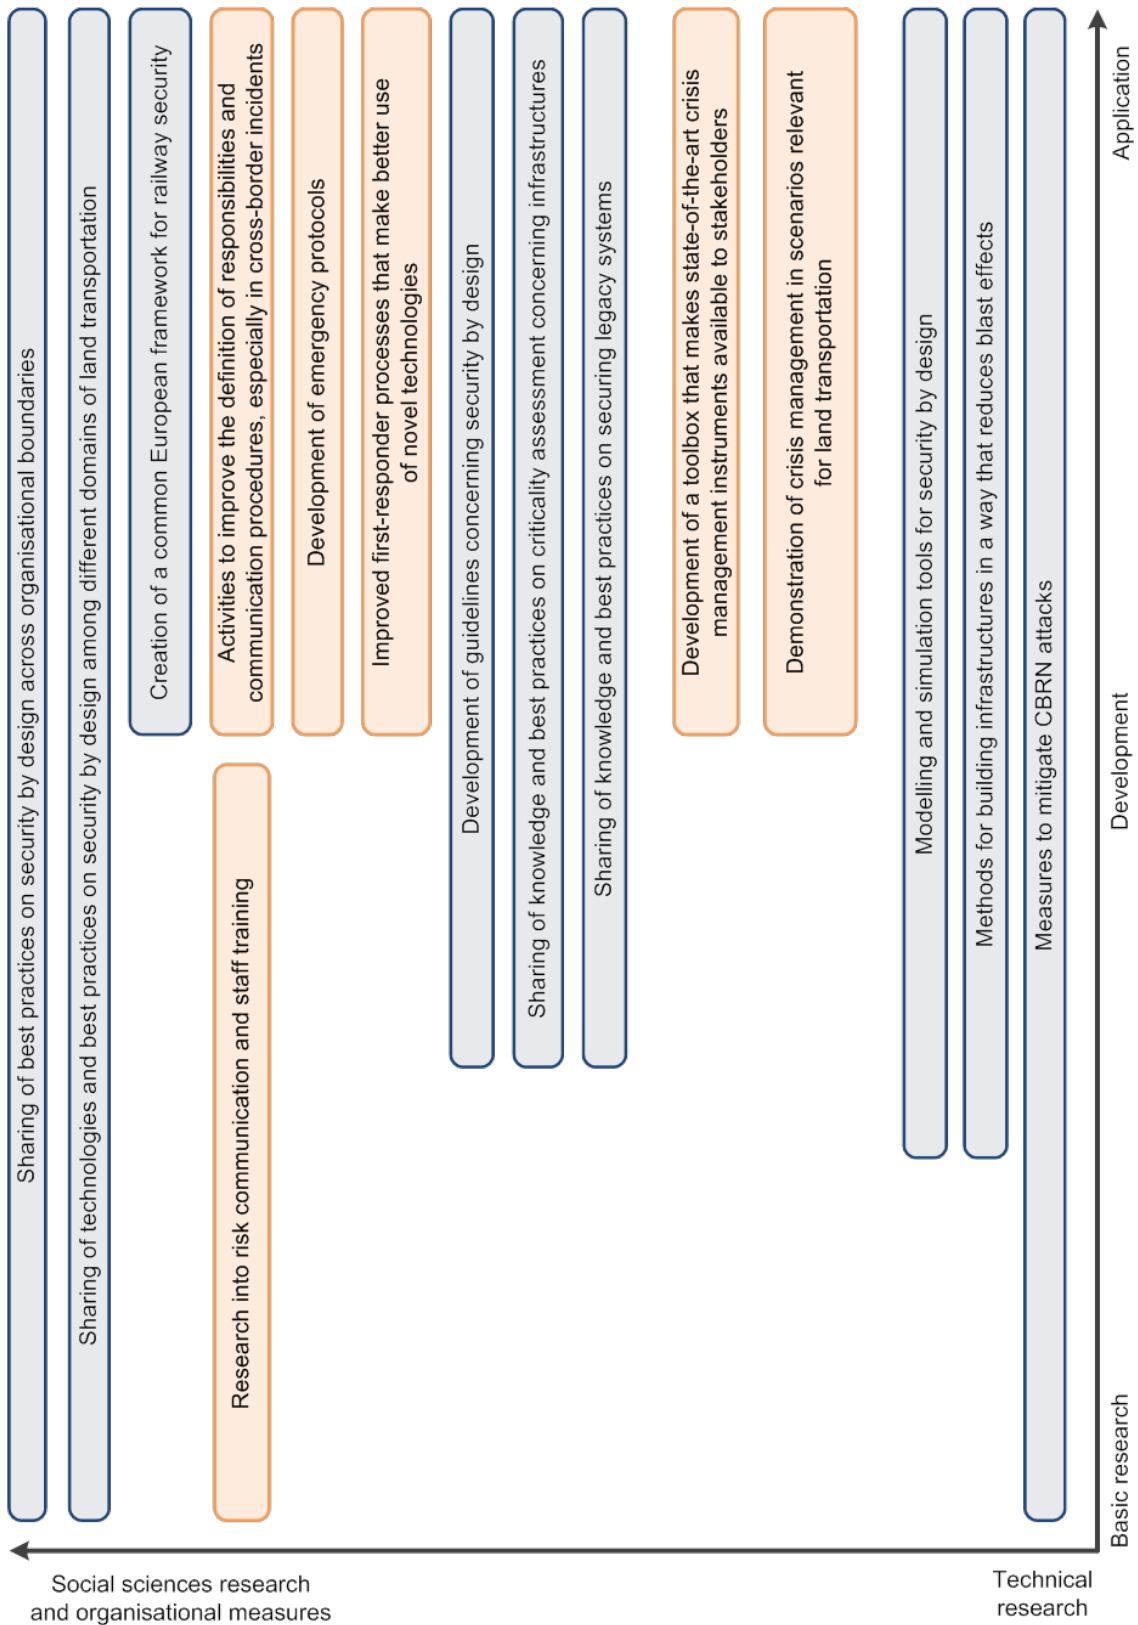 Sharing of best practices on security by design across organisational boundaries
Sharing of technologies and best practices on security by design among different domains of land transportation
Creation of a common European framework for railway security
Activities to improve the definition of responsibilities and
communication procedures, especially in cross-border incidents
Research into risk communication and staff training
Development of emergency protocols
Improved first-responder processes that make better use
of novel technologies
Development of guidelines concerning security by design
Sharing of knowledge and best practices on criticality assessment concerning infrastructures
Sharing of knowledge and best practices on securing legacy systems
Development of a toolbox that makes state-of-the-art crisis
management instruments available to stakeholders
Demonstration of crisis management in scenarios relevant
for land transportation
Modelling and simulation tools for security by design
Methods for building infrastructures in a way that reduces blast effects
Measures to mitigate CBRN attacks
Basic research
Development
Application
Social sciences research
and organisational measures
Technical
research